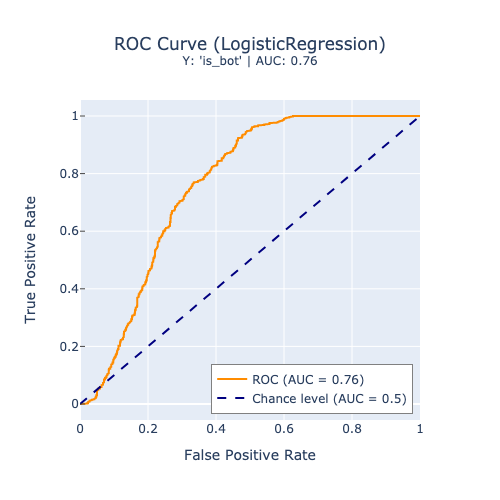 ROC Curve (LogisticRegression)
Y: 'is_bot' | AUC: 0.76
1
0.8
0.6
0.4
0.2
0
True Positive Rate
ROC (AUC = 0.76)
Chance level (AUC = 0.5)
0
0.2
0.4
0.6
0.8
1
False Positive Rate